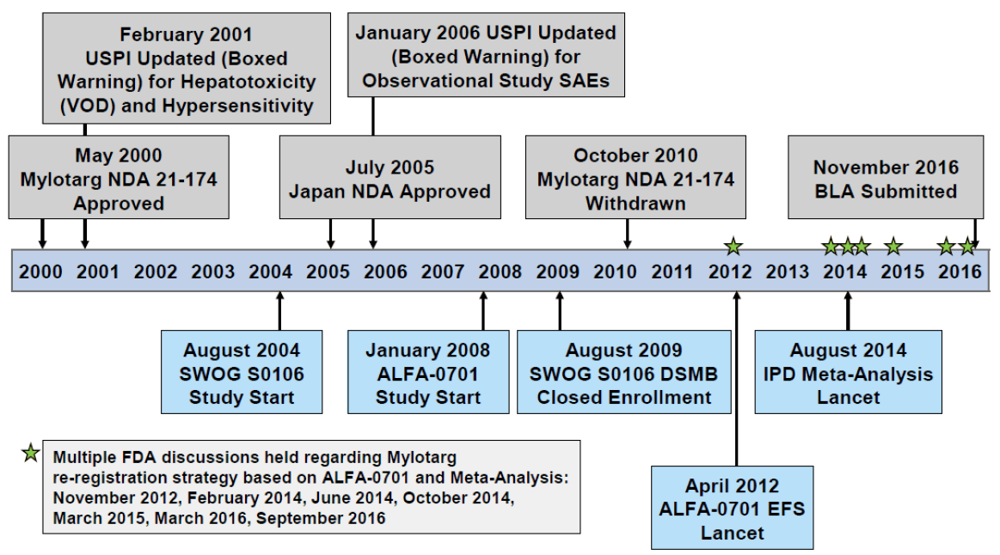 February 2001
USPI Updated (Boxed
Warning) for Hepatotoxicity
(VOD) and Hypersensitivity
January 2006 USPI Updated
(Boxed Warning) for
Observational Study SAEs
May 2000
Mylotarg NDA 21-174
Approved
July 2005
Japan NDA Approved
October 2010
Mylotarg NDA 21-174
Withdrawn
November 2016
BLA Submitted
2000 2001 2002 2003 2004 2005 2006 2007 2008 2009 2010 2011 2012 2013 2014 2015 2016
August 2004
SWOG S0106
Study Start
January 2008
ALFA-0701
Study Start
August 2009
SWOG S0106 DSMB
Closed Enrollment
August 2014
IPD Meta-Analysis
Lancet
Multiple FDA discussions held regarding Mylotarg
re-registration strategy based on ALFA-0701 and Meta-Analysis:
November 2012, February 2014, June 2014, October 2014,
March 2015, March 2016, September 2016
April 2012
ALFA-0701 EFS
Lancet